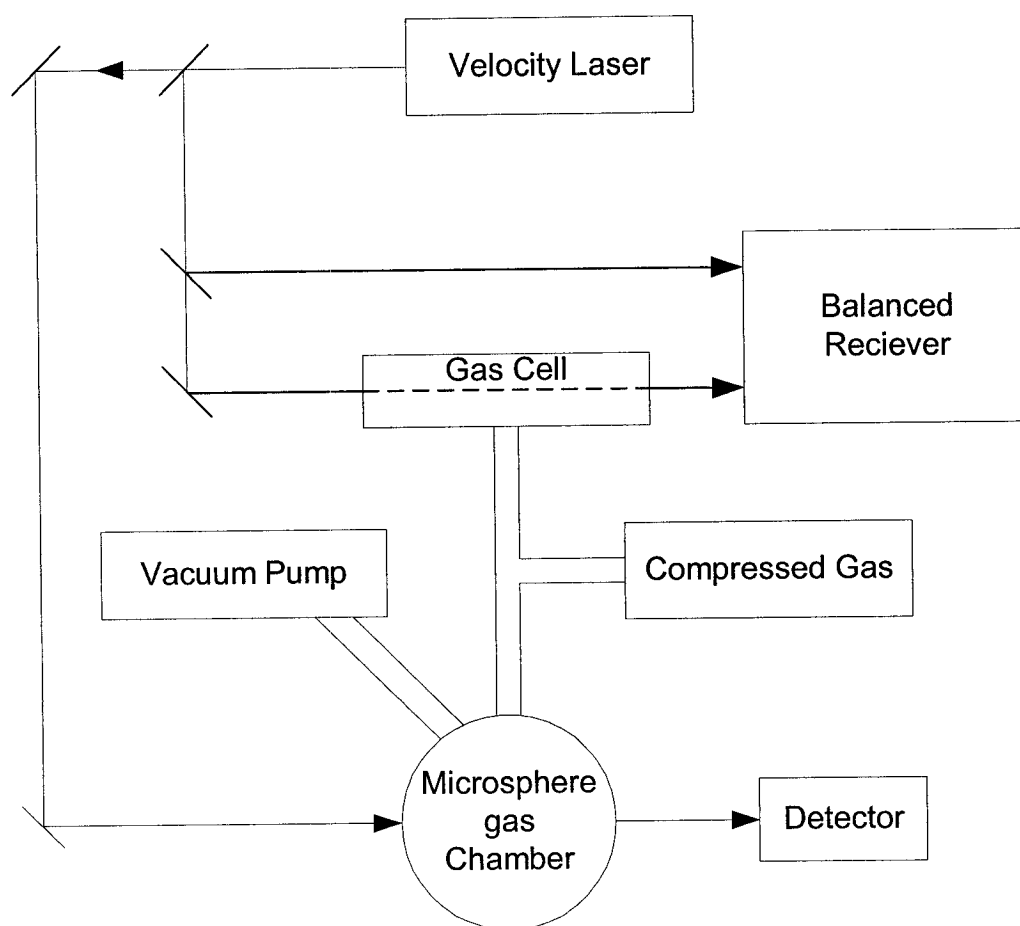 Velocity Laser
Balanced
Reciever
Gas Cell
Vacuum Pump
Compressed Gas
Microsphere
gas
Chamber
Detector